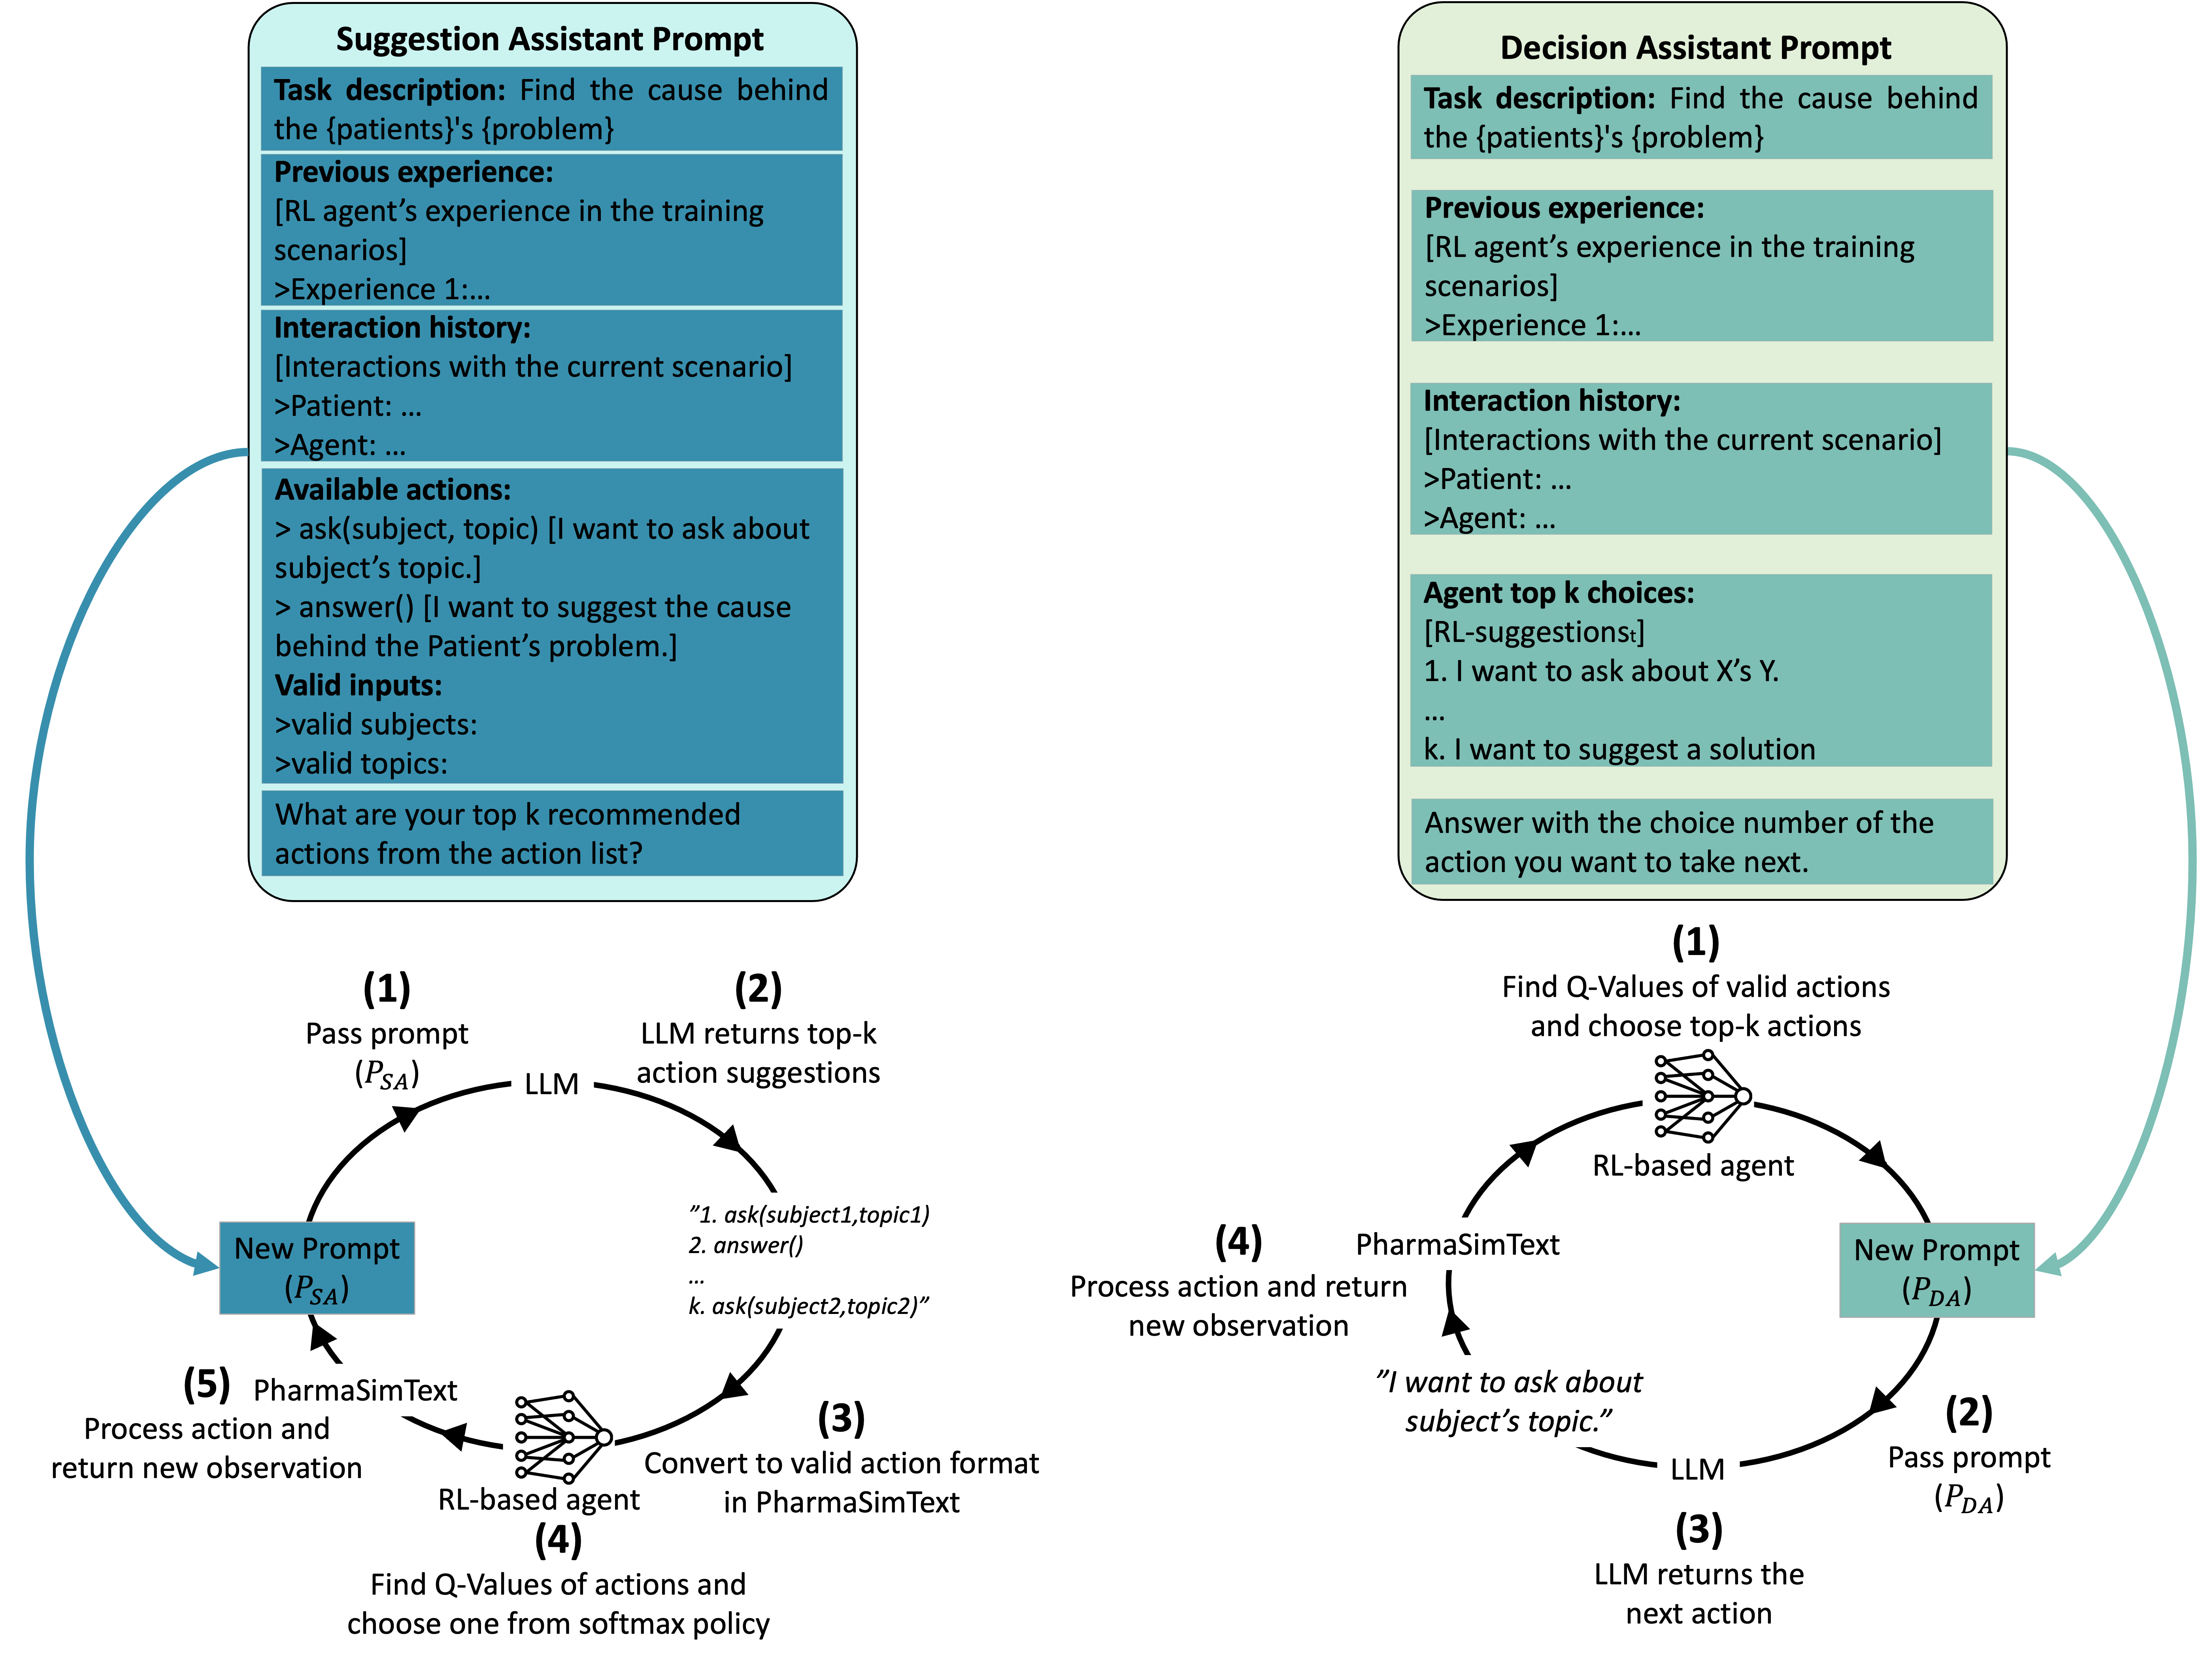 Suggestion Assistant Prompt
Task description: Find the cause behind
the {patients}'s {problem}
Previous experience:
[RL agent’s experience in the training
scenarios]
>Experience 1:...
Interaction history:
[Interactions with the current scenario]
>Patient: ...
>Agent: ...
Available actions:
> ask(subject, topic) [I want to ask about
subject’s topic.]
> answer() [I want to suggest the cause
behind the Patient’s problem.]
Valid inputs:
>valid subjects:
>valid topics:
What are your top k recommended
actions from the action list?
(1)
Pass prompt
(P_SA)
LLM
(2)
LLM returns top-k
action suggestions
”1. ask(subject1,topic1)
2. answer()
...
k. ask(subject2,topic2)”
(3)
Convert to valid action format
in PharmaSimText
RL-based agent
(4)
Find Q-Values of actions and
choose one from softmax policy
PharmaSimText
(5)
Process action and
return new observation
New Prompt
(P_SA)
Decision Assistant Prompt
Task description: Find the cause behind
the {patients}'s {problem}
Previous experience:
[RL agent’s experience in the training
scenarios]
>Experience 1:...
Interaction history:
[Interactions with the current scenario]
>Patient: ...
>Agent: ...
Agent top k choices:
[RL-suggestionsₜ]
1. I want to ask about X’s Y.
...
k. I want to suggest a solution
Answer with the choice number of the
action you want to take next.
(1)
Find Q-Values of valid actions
and choose top-k actions
RL-based agent
New Prompt
(P_DA)
(2)
Pass prompt
(P_DA)
LLM
(3)
LLM returns the
next action
”I want to ask about
subject’s topic.”
PharmaSimText
(4)
Process action and return
new observation